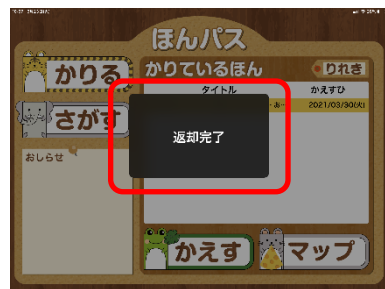 ほんパス
かりる
かりているほん
りれき
タイトル
かえすひ
2021/03/30(火)
さがす
返却完了
おしらせ
かえす
マップ